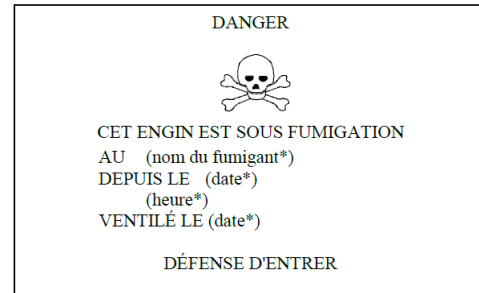 DANGER
CET ENGIN EST SOUS FUMIGATION
AU (nom du fumigant*)
DEPUIS LE (date*)
(heure*)
VENTILÉ LE (date*)
DÉFENSE D'ENTRER